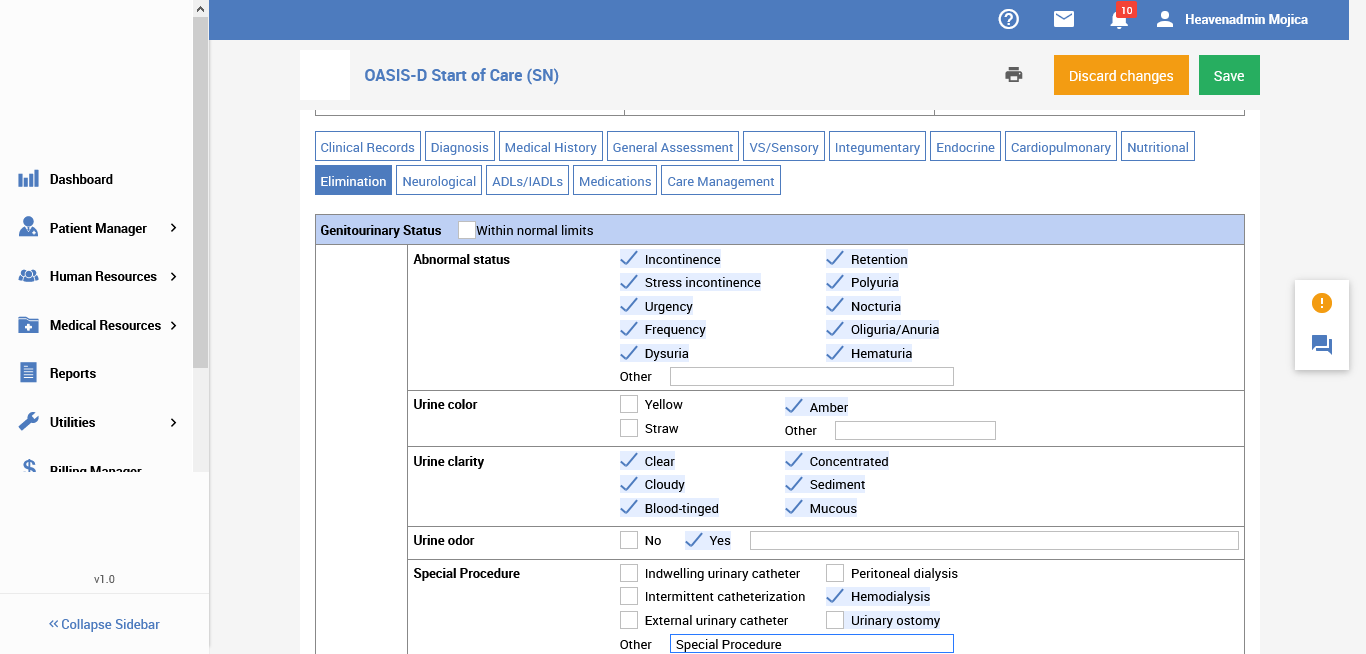 10
Heavenadmin Mojica
OASIS-D Start of Care (SN)
Discard changes
Save
Clinical Records
Diagnosis
Medical History
General Assessment
VS/Sensory
Integumentary
Endocrine
Cardiopulmonary
Nutritional
Elimination
Neurological
ADLs/IADLs
Medications
Care Management
Dashboard
Patient Manager
Human Resources
Medical Resources
Reports
Utilities
Billing Manager
v1.0
Collapse Sidebar
Genitourinary Status
Within normal limits
Abnormal status
Incontinence
Retention
Stress incontinence
Polyuria
Urgency
Nocturia
Frequency
Oliguria/Anuria
Dysuria
Hematuria
Other
Urine color
Yellow
Amber
Straw
Other
Urine clarity
Clear
Concentrated
Cloudy
Sediment
Blood-tinged
Mucous
Urine odor
No
Yes
Special Procedure
Indwelling urinary catheter
Peritoneal dialysis
Intermittent catheterization
Hemodialysis
External urinary catheter
Urinary ostomy
Other
Special Procedure